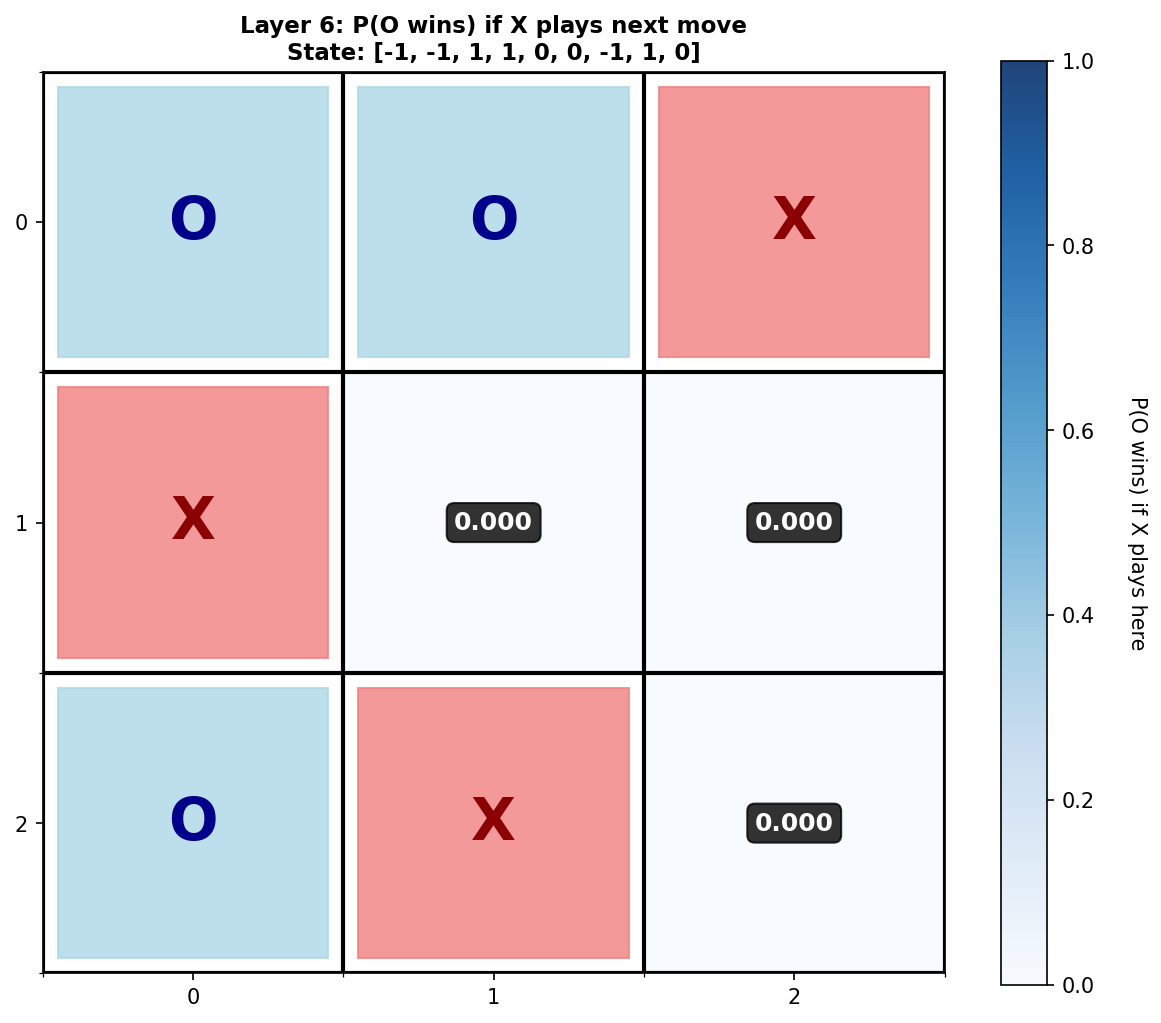 Layer 6: P(O wins) if X plays next move
State: [-1, -1, 1, 1, 0, 0, -1, 1, 0]
O
O
X
X
0.000
0.000
O
X
0.000
0
1
2
0
1
2
1.0
0.8
0.6
0.4
0.2
0.0
P(O wins) if X plays here